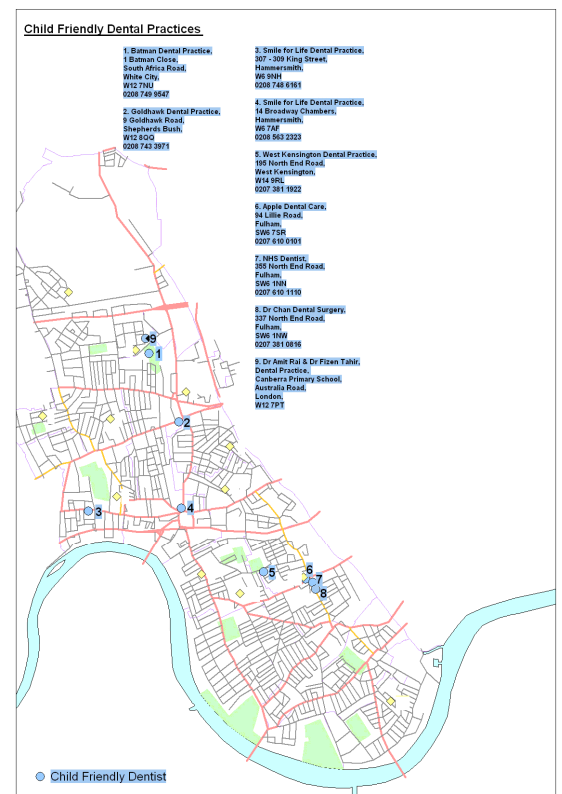 Child Friendly Dental Practices
1. Batman Dental Practice,
1 Batman Close,
South Africa Road,
White City,
W12 7NU
0208 749 9547
2. Goldhawk Dental Practice,
9 Goldhawk Road,
Shepherds Bush,
W12 8QQ
0208 743 3971
3. Smile for Life Dental Practice,
307 - 309 King Street,
Hammersmith,
W6 9NH
0208 748 6161
4. Smile for Life Dental Practice,
14 Broadway Chambers,
Hammersmith,
W6 7AF
0208 563 2323
5. West Kensington Dental Practice,
195 North End Road,
West Kensington,
W14 9RL
0207 381 1922
6. Apple Dental Care,
94 Lillie Road,
Fulham,
SW6 7SR
0207 610 0101
7. NHS Dentist,
355 North End Road,
Fulham,
SW6 1NN
0207 610 1110
8. Dr Chan Dental Surgery,
337 North End Road,
Fulham,
SW6 1NW
0207 381 0816
9. Dr Amit Rai & Dr Fizen Tahir,
Dental Practice,
Canberra Primary School,
Australia Road,
London,
W12 7PT
9
1
2
3
4
5
6
7
8
Child Friendly Dentist